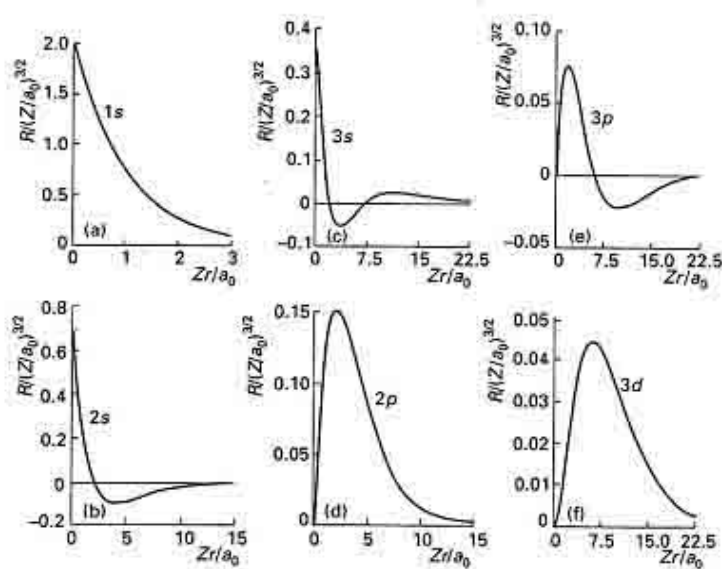 R/(Z/a₀)^3/2
2.0
1.5
1.0
0.5
0
1s
(a)
0 1 2 3
Zr/a₀
R/(Z/a₀)^3/2
0.4
0.3
0.2
0.1
0
−0.1
3s
(c)
0 7.5 15.0 22.5
Zr/a₀
R/(Z/a₀)^3/2
0.10
0.05
0
−0.05
3p
(e)
0 7.5 15.0 22.5
Zr/a₀
R/(Z/a₀)^3/2
0.8
0.6
0.4
0.2
0
−0.2
2s
(b)
0 5 10 15
Zr/a₀
R/(Z/a₀)^3/2
0.15
0.10
0.05
0
2p
(d)
0 5 10 15
Zr/a₀
R/(Z/a₀)^3/2
0.05
0.04
0.03
0.02
0.01
0
3d
(f)
0 7.5 15.0 22.5
Zr/a₀